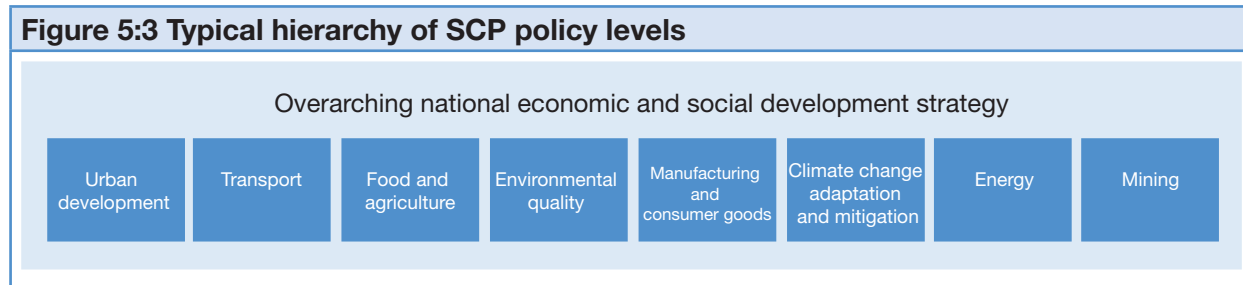 Figure 5:3 Typical hierarchy of SCP policy levels
Overarching national economic and social development strategy
Urban
development
Transport
Food and
agriculture
Environmental
quality
Manufacturing
and
consumer goods
Climate change
adaptation
and mitigation
Energy
Mining